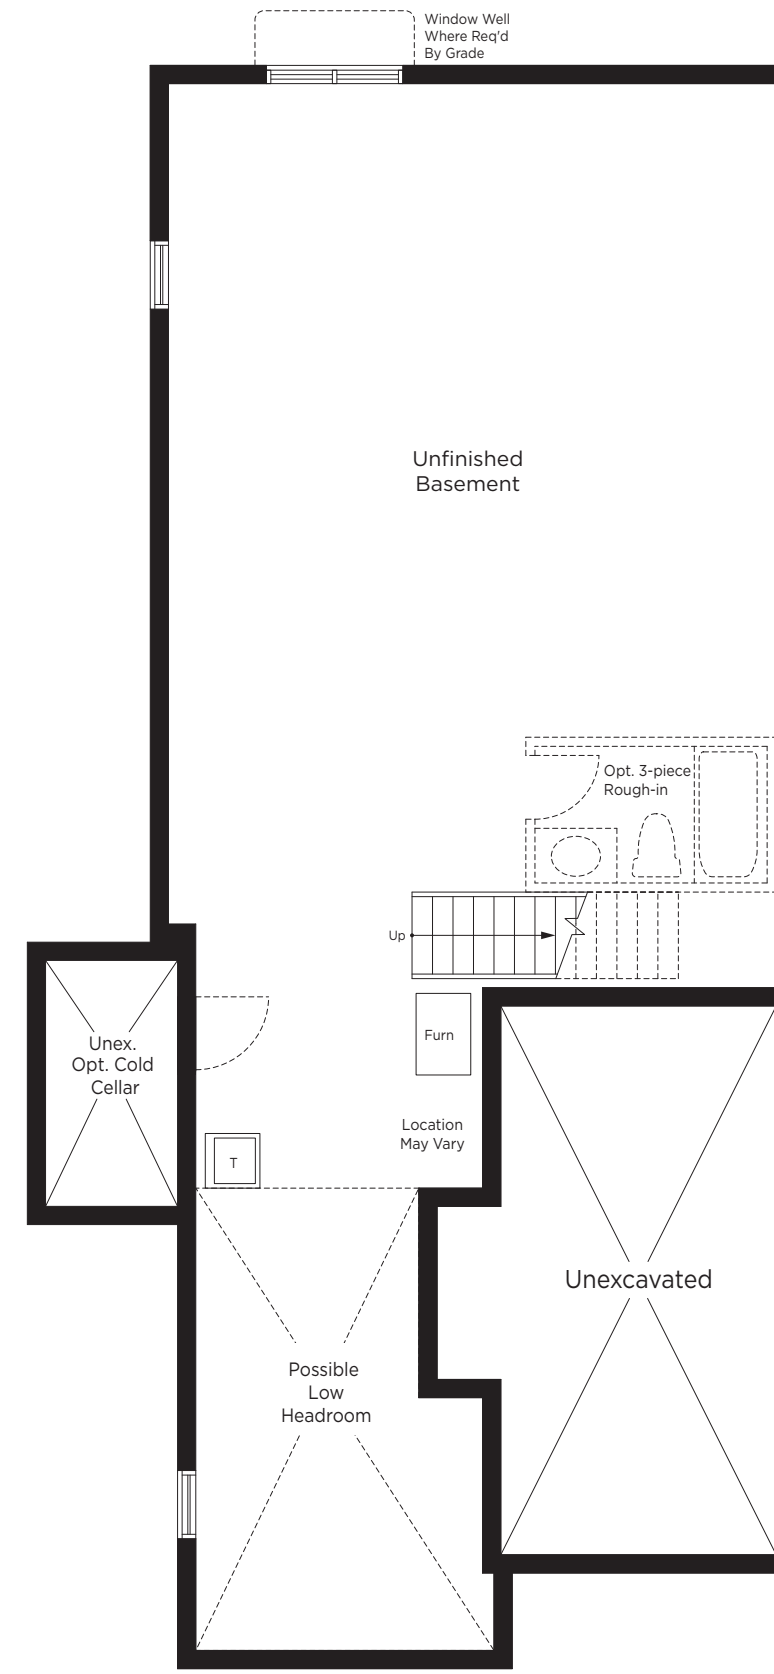 Window Well
Where Req'd
By Grade
Unfinished
Basement
Opt. 3-piece
Rough-in
Up
Furn
Unex.
Opt. Cold
Cellar
Location
May Vary
T
Unexcavated
Possible
Low
Headroom